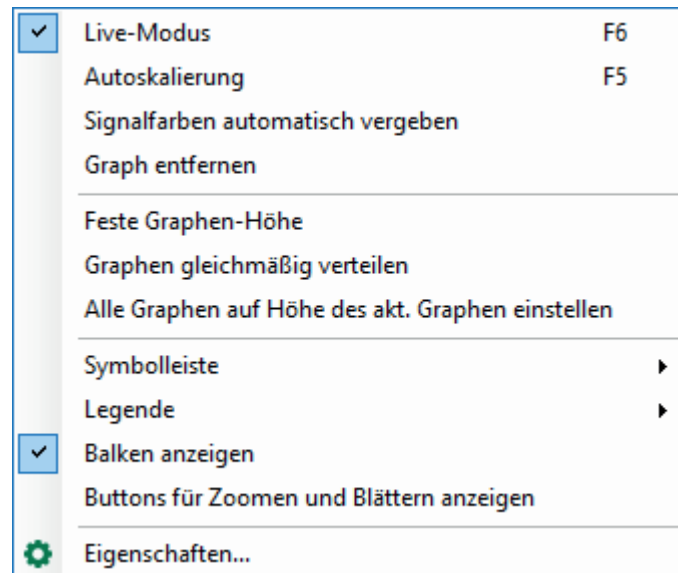 Live-Modus F6
Autoskalierung F5
Signalfarben automatisch vergeben
Graph entfernen
Feste Graphen-Höhe
Graphen gleichmäßig verteilen
Alle Graphen auf Höhe des akt. Graphen einstellen
Symbolleiste
Legende
Balken anzeigen
Buttons für Zoomen und Blättern anzeigen
Eigenschaften...